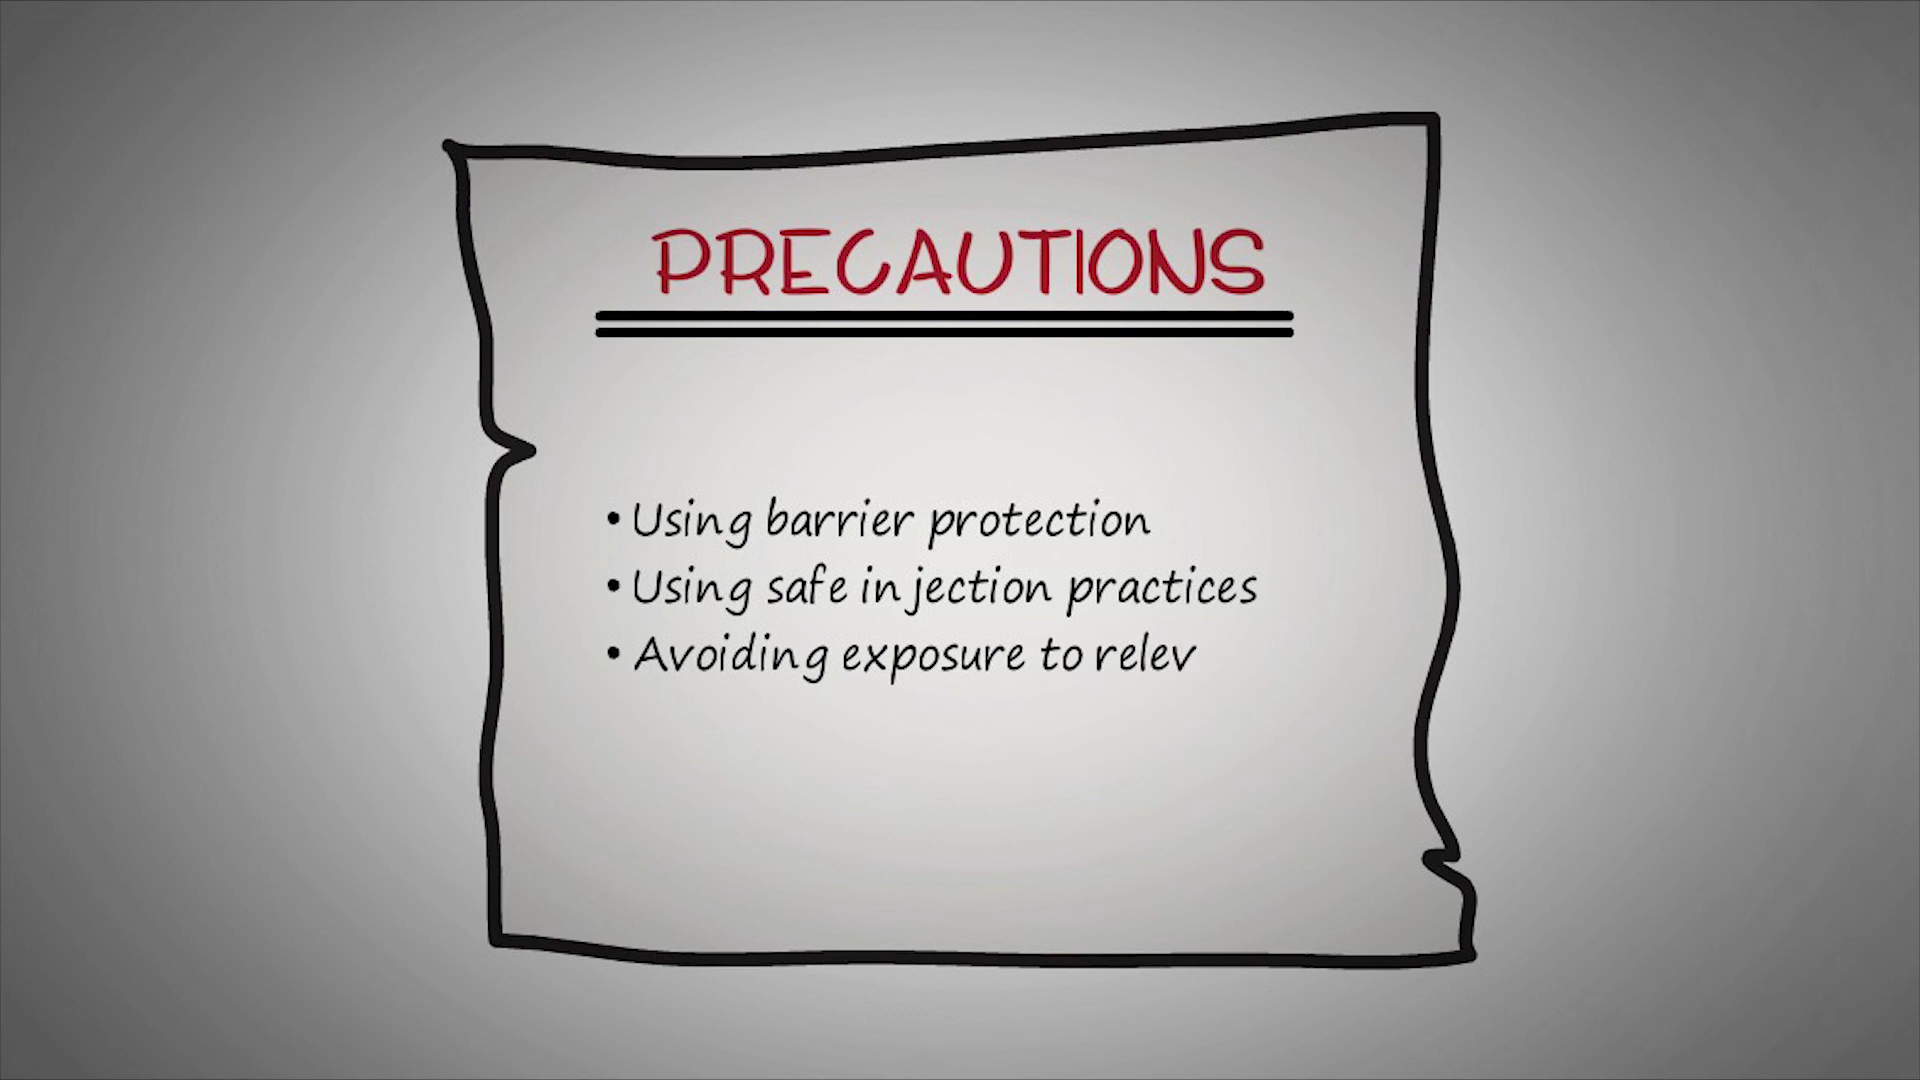 PRECAUTIONS
• Using barrier protection
• Using safe injection practices
• Avoiding exposure to relev